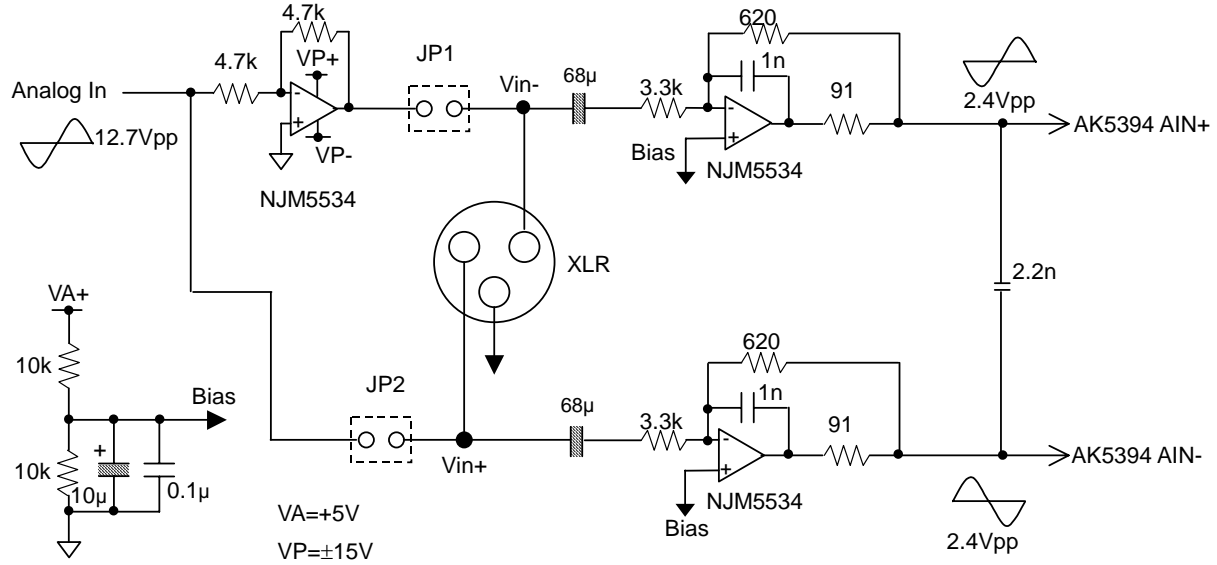 4.7k
620
4.7k
VP+
JP1
1n
68µ
Vin-
3.3k
91
2.4Vpp
Analog In
-
-
AK5394 AIN+
12.7Vpp
+
+
VP-
Bias
NJM5534
NJM5534
XLR
2.2n
VA+
10k
620
JP2
Bias
1n
68µ
3.3k
91
+
-
10k
Vin+
+
AK5394 AIN-
10µ
0.1µ
NJM5534
VA=+5V
Bias
2.4Vpp
VP=±15V